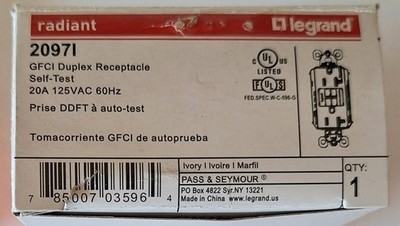 radiant
legrand
2097I
GFCI Duplex Receptacle
Self-Test
20A 125VAC 60Hz
Prise DDFT à auto-test
Tomacorriente GFCI de autoprueba
C UL US
LISTED
F UL S
FED.SPEC W-C-596-G
Ivory I Ivoire I Marfil
PASS & SEYMOUR®
PO Box 4822 Syr.NY 13221
Made in China www.legrand.us
QTY:
1
7 85007 03596 4